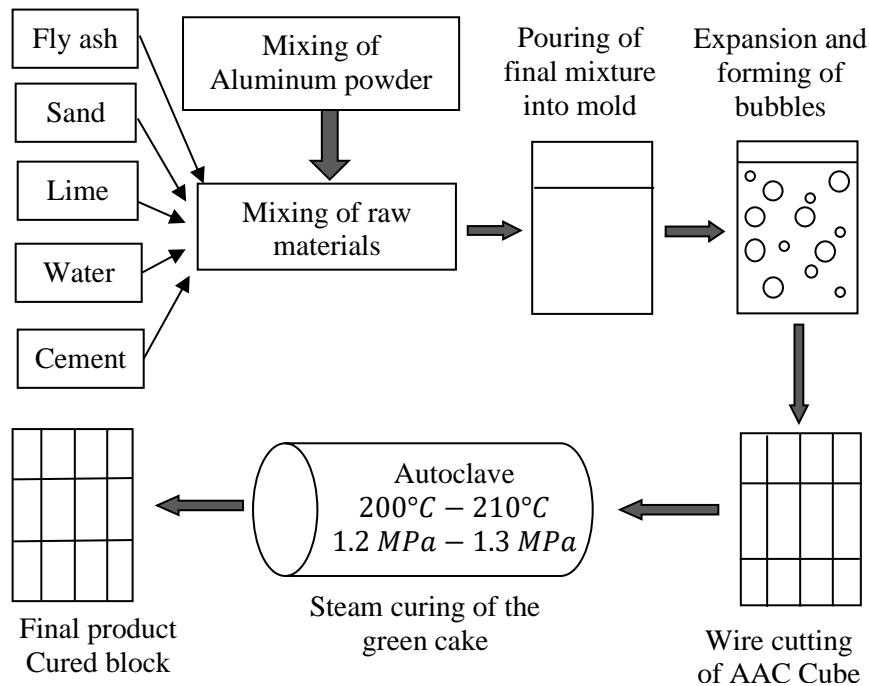 Fly ash
Sand
Lime
Water
Cement
Mixing of
Aluminum powder
Mixing of raw
materials
Pouring of
final mixture
into mold
Expansion and
forming of
bubbles
Wire cutting
of AAC Cube
Autoclave
200°C − 210°C
1.2 MPa − 1.3 MPa
Steam curing of the
green cake
Final product
Cured block